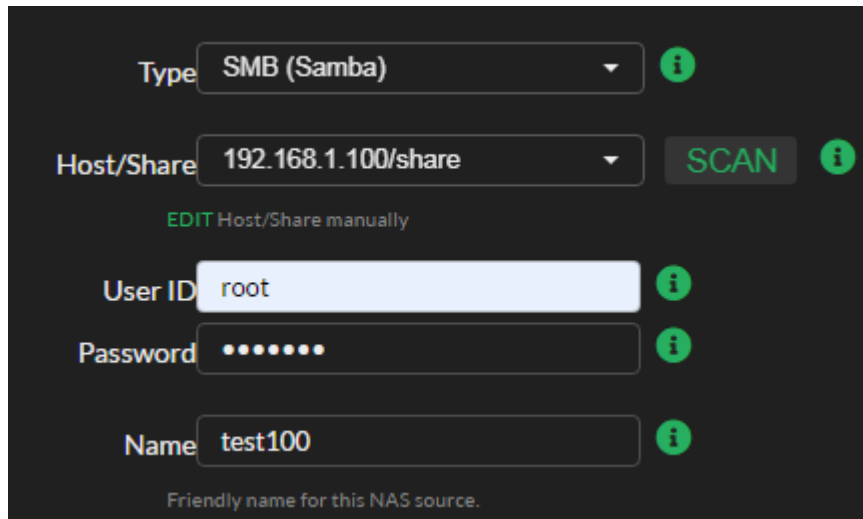 Type SMB (Samba)
Host/Share 192.168.1.100/share SCAN
EDIT Host/Share manually
User ID root
Password •••••••
Name test100
Friendly name for this NAS source.